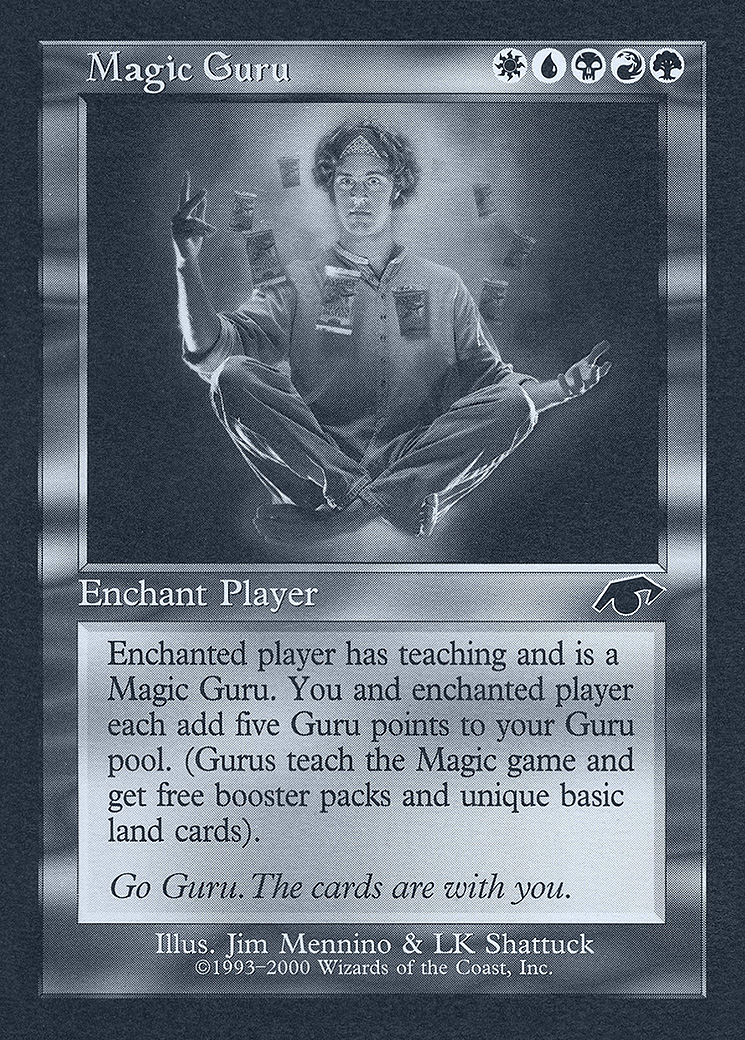 Magic Guru
Enchant Player
Enchanted player has teaching and is a
Magic Guru. You and enchanted player
each add five Guru points to your Guru
pool. (Gurus teach the Magic game and
get free booster packs and unique basic
land cards).
Go Guru. The cards are with you.
Illus. Jim Mennino & LK Shattuck
©1993–2000 Wizards of the Coast, Inc.